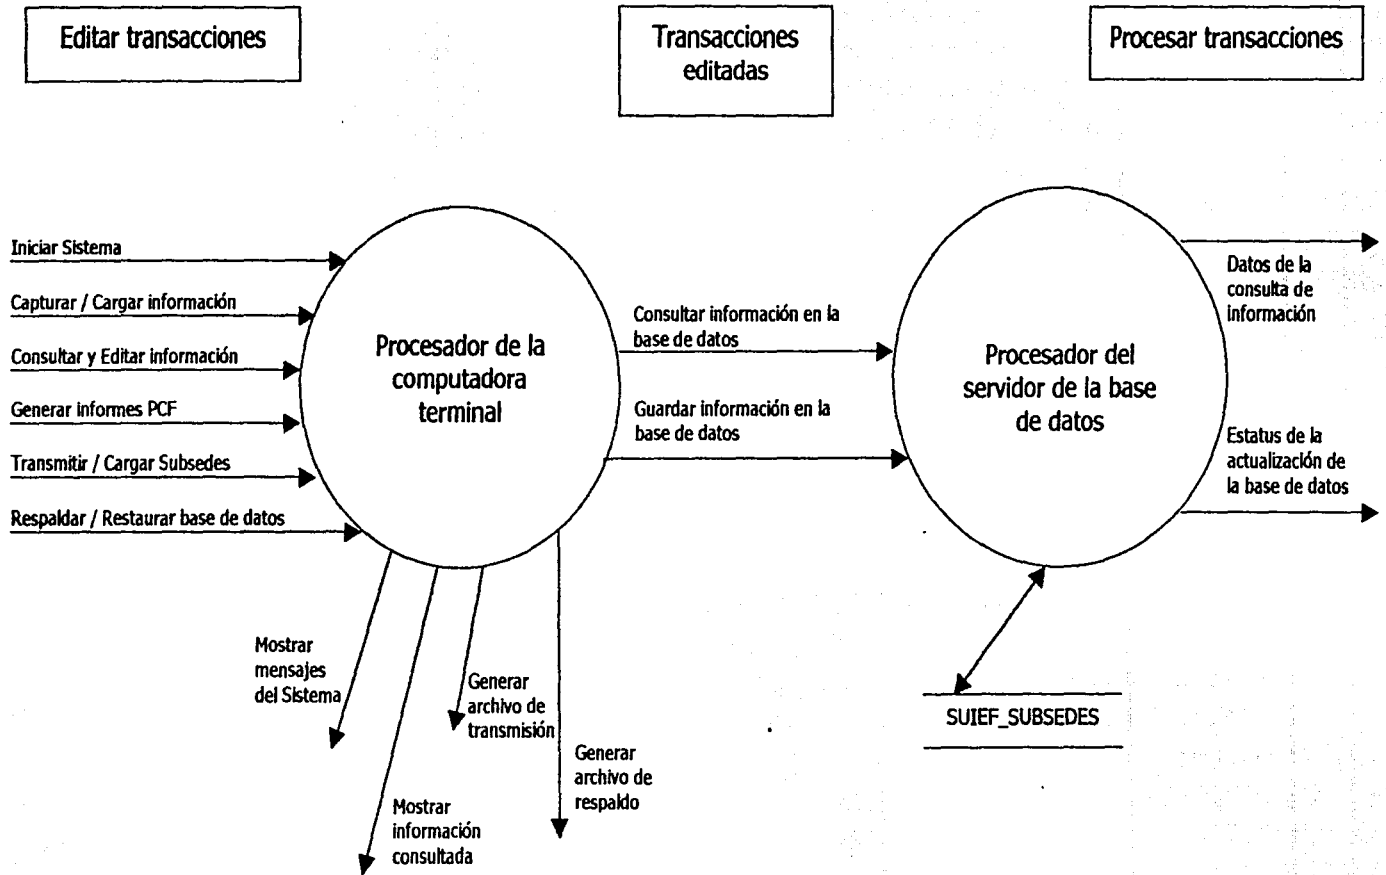 Editar transacciones
Transacciones
editadas
Procesar transacciones
Iniciar Sistema
Capturar / Cargar información
Consultar y Editar información
Generar informes PCF
Transmitir / Cargar Subsedes
Respaldar / Restaurar base de datos
Procesador de la
computadora
terminal
Consultar información en la
base de datos
Guardar información en la
base de datos
Procesador del
servidor de la base
de datos
Datos de la
consulta de
información
Estatus de la
actualización de
la base de datos
Mostrar
mensajes
del Sistema
Mostrar
información
consultada
Generar
archivo de
transmisión
Generar
archivo de
respaldo
SUIEF_SUBSEDES